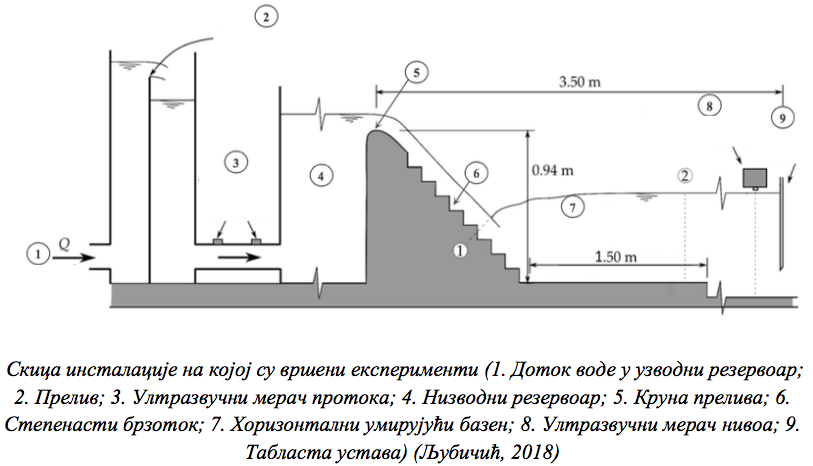 2
5
3.50 m
8
9
3
4
6
0.94 m
2
7
1
Q
1
1.50 m
Скица инсталације на којој су вршени експерименти (1. Доток воде у узводни резервоар;
2. Прелив; 3. Ултразвучни мерач протока; 4. Низводни резервоар; 5. Круна прелива; 6.
Степенасти брзоток; 7. Хоризонтални умирујући базен; 8. Ултразвучни мерач нивоа; 9.
Табласта устава) (Љубичић, 2018)